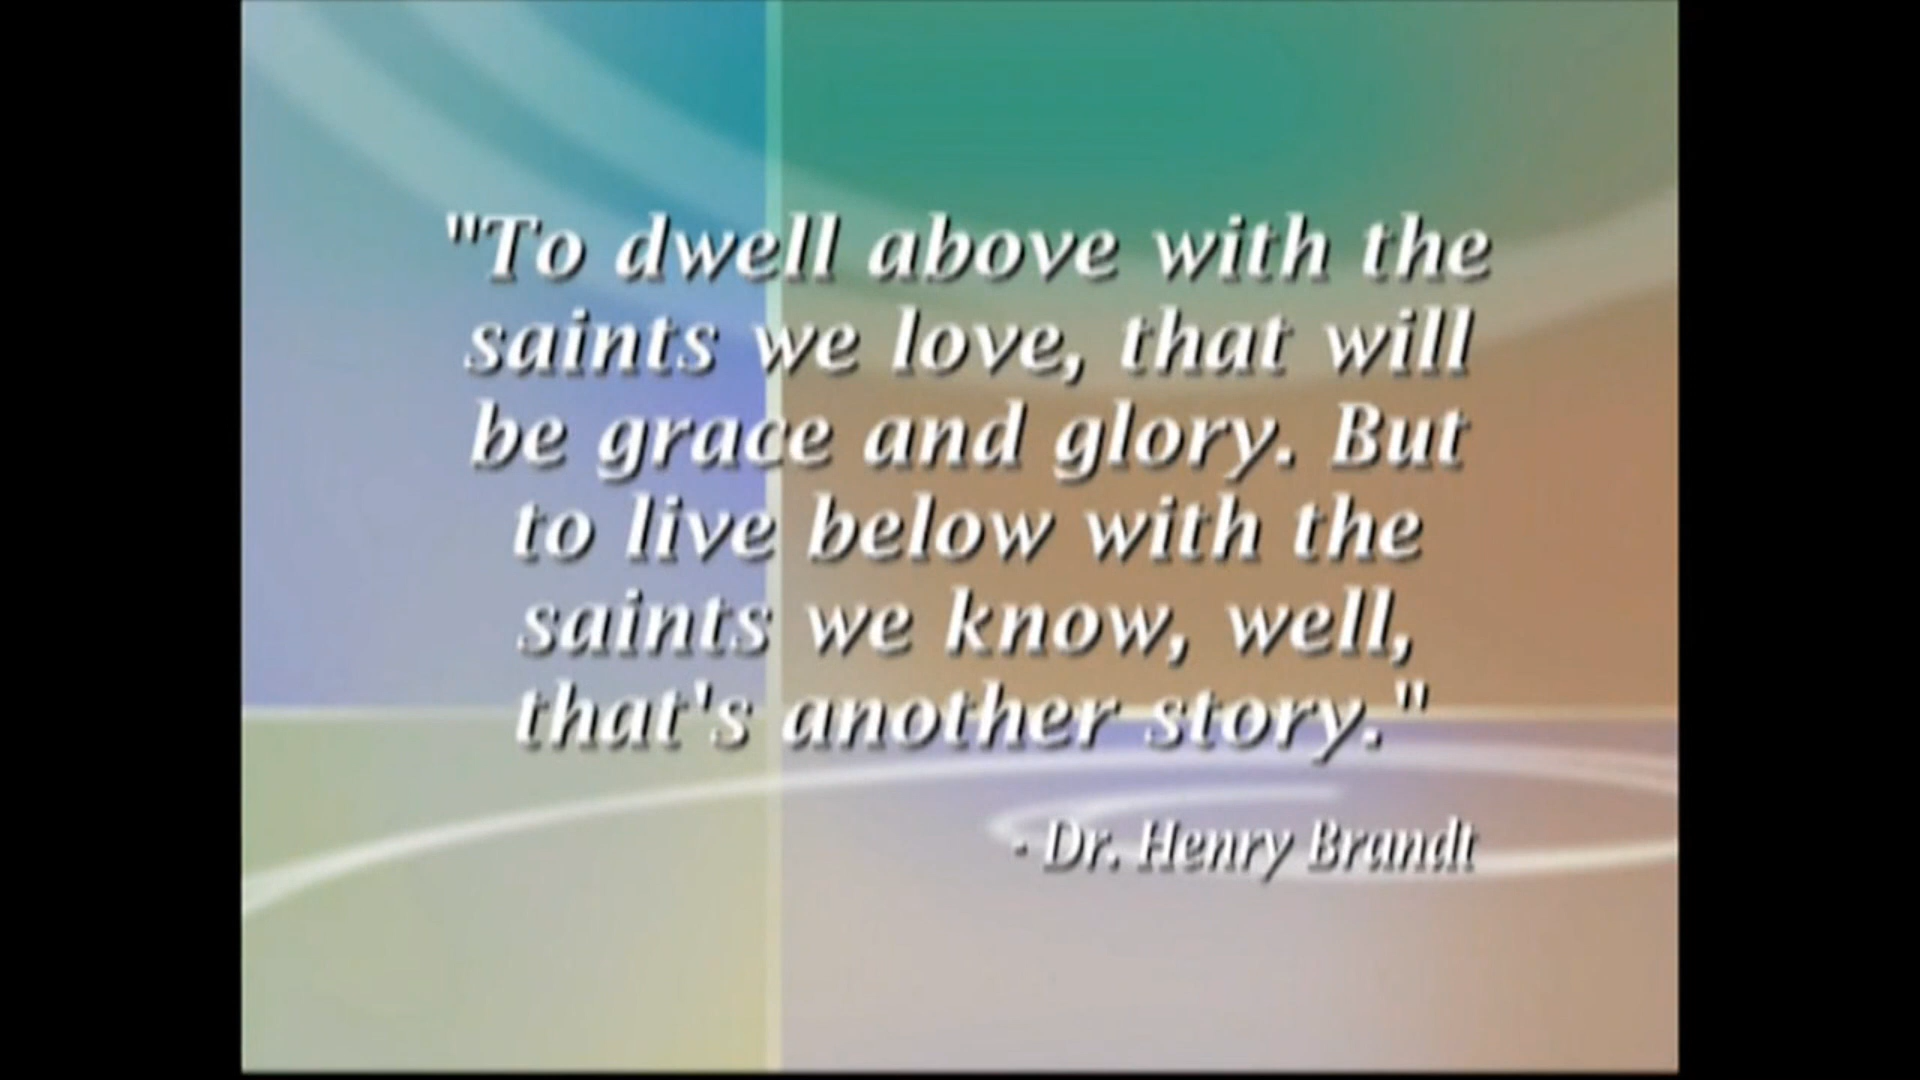 "To dwell above with the
saints we love, that will
be grace and glory. But
to live below with the
saints we know, well,
that's another story."
- Dr. Henry Brandt